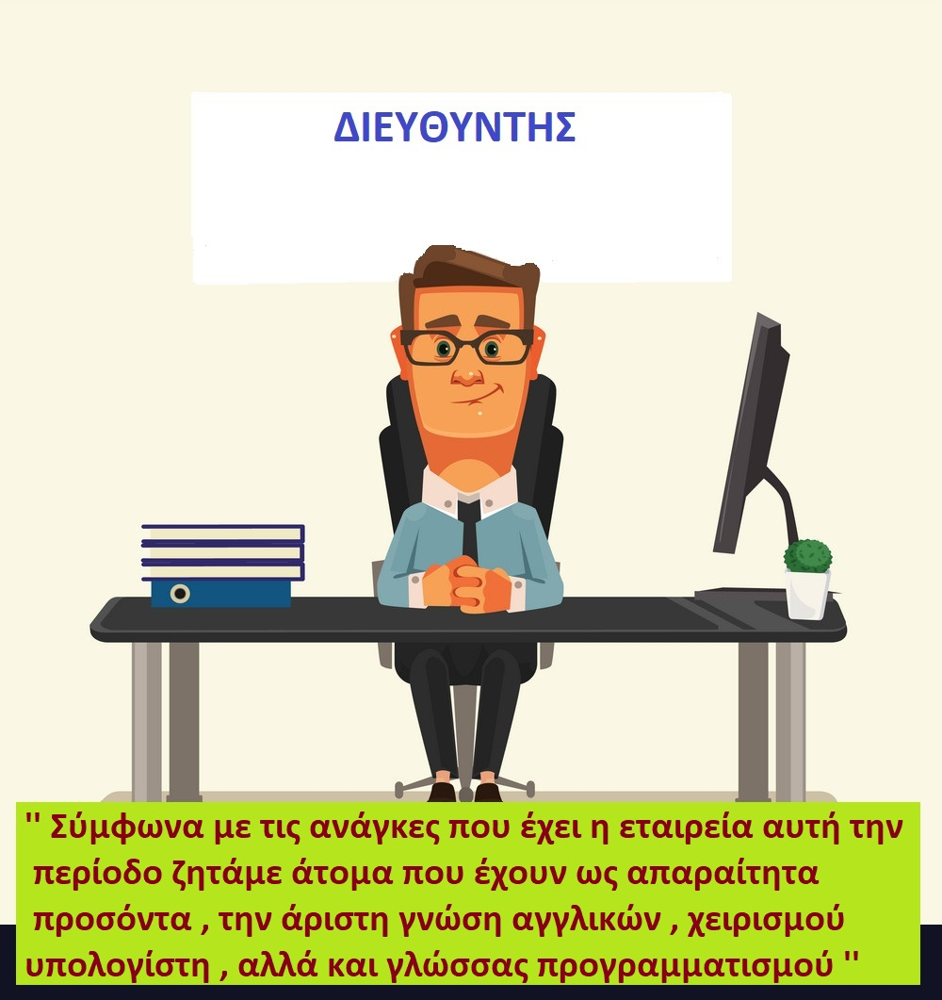 ΔΙΕΥΘΥΝΤΗΣ
'' Σύμφωνα με τις ανάγκες που έχει η εταιρεία αυτή την
περίοδο ζητάμε άτομα που έχουν ως απαραίτητα
προσόντα , την άριστη γνώση αγγλικών , χειρισμού
υπολογίστη , αλλά και γλώσσας προγραμματισμού ''